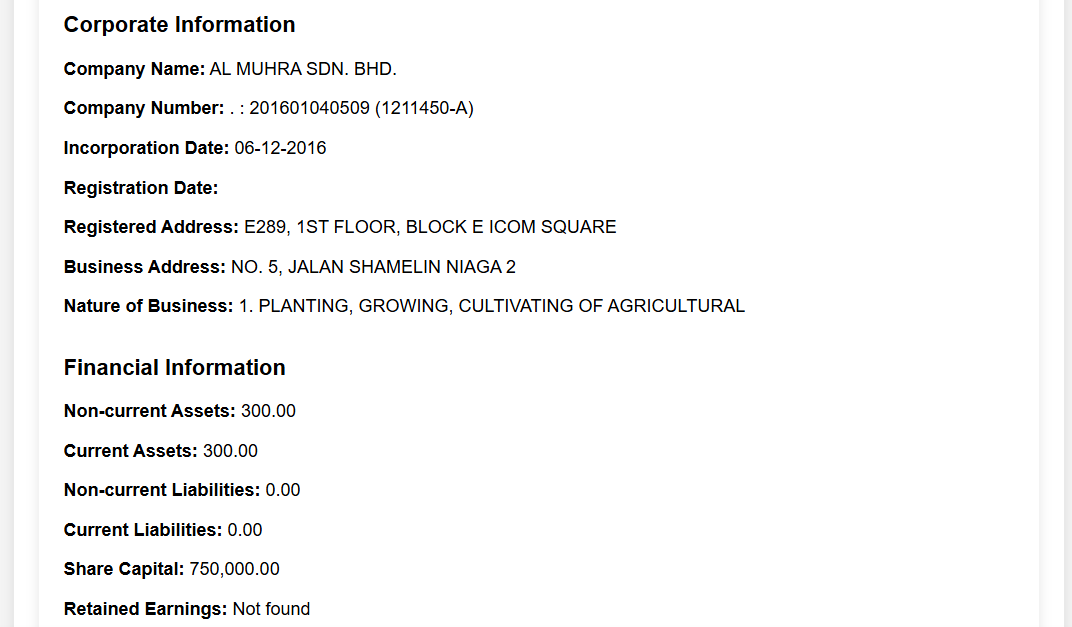 Corporate Information
Company Name: AL MUHRA SDN. BHD.
Company Number: . : 201601040509 (1211450-A)
Incorporation Date: 06-12-2016
Registration Date:
Registered Address: E289, 1ST FLOOR, BLOCK E ICOM SQUARE
Business Address: NO. 5, JALAN SHAMELIN NIAGA 2
Nature of Business: 1. PLANTING, GROWING, CULTIVATING OF AGRICULTURAL
Financial Information
Non-current Assets: 300.00
Current Assets: 300.00
Non-current Liabilities: 0.00
Current Liabilities: 0.00
Share Capital: 750,000.00
Retained Earnings: Not found